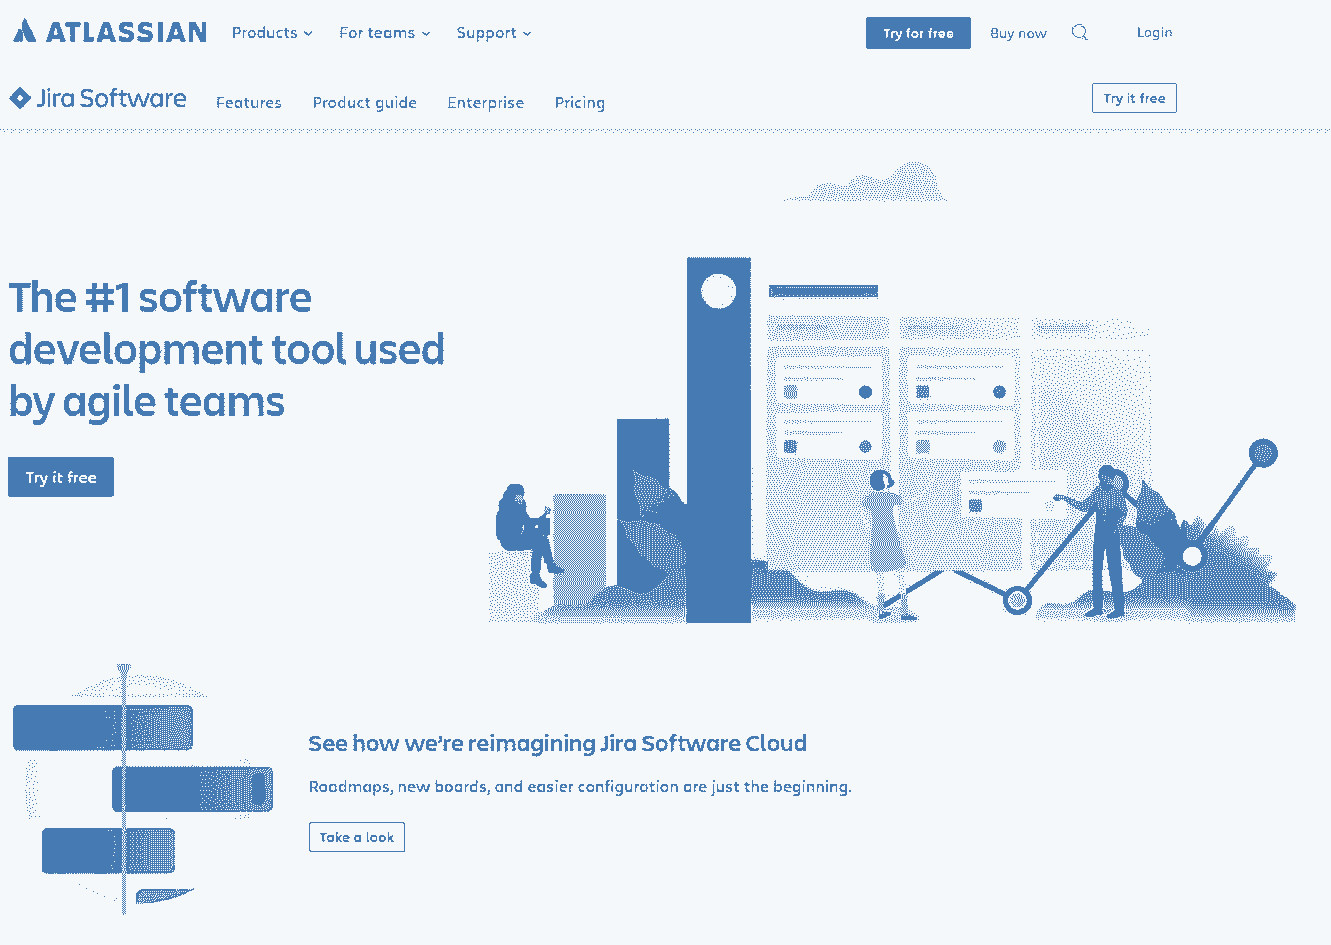 ATLASSIAN Products For teams Support Try for free Buy now Login
Jira Software Features Product guide Enterprise Pricing Try it free
The #1 software
development tool used
by agile teams
Try it free
See how we're reimagining Jira Software Cloud
Roadmaps, new boards, and easier configuration are just the beginning.
Take a look